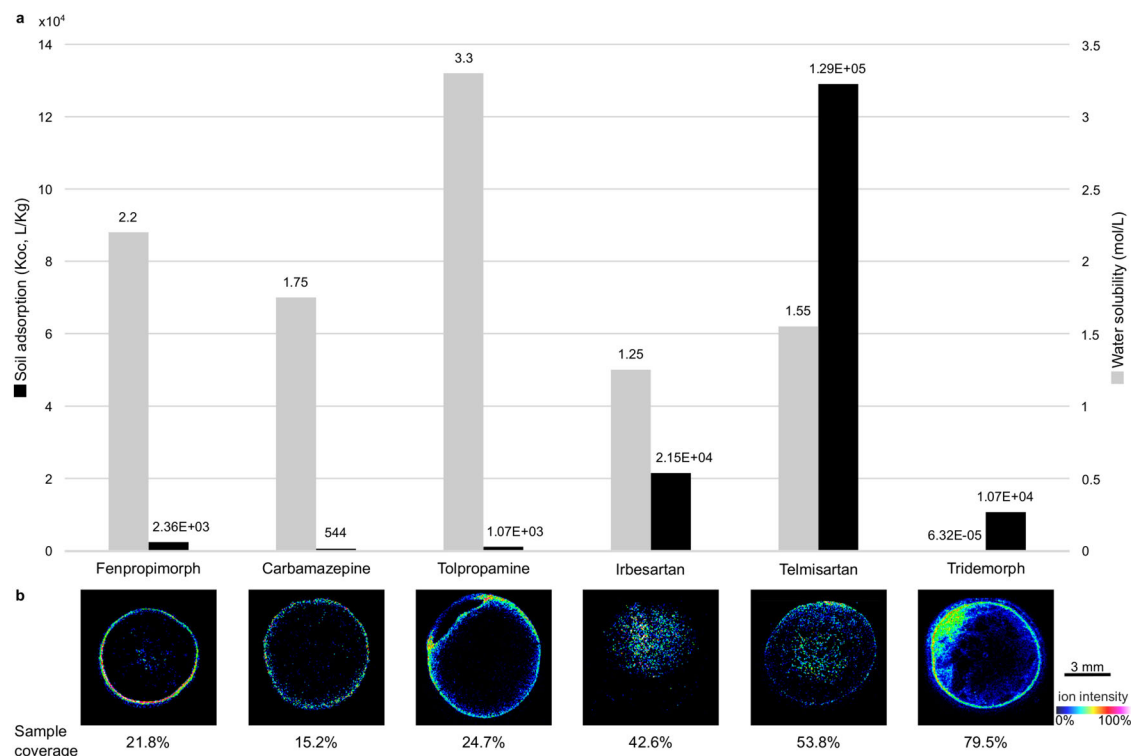 a
x10⁴
14
12
10
8
6
4
2
0
Soil adsorption (Koc, L/Kg)
3.5
3
2.5
2
1.5
1
0.5
0
Water solubility (mol/L)
2.2
2.36E+03
1.75
544
3.3
1.07E+03
1.25
2.15E+04
1.55
1.29E+05
6.32E-05
1.07E+04
Fenpropimorph Carbamazepine Tolpropamine Irbesartan Telmisartan Tridemorph
b
3 mm
ion intensity
0% 100%
Sample
coverage
21.8% 15.2% 24.7% 42.6% 53.8% 79.5%